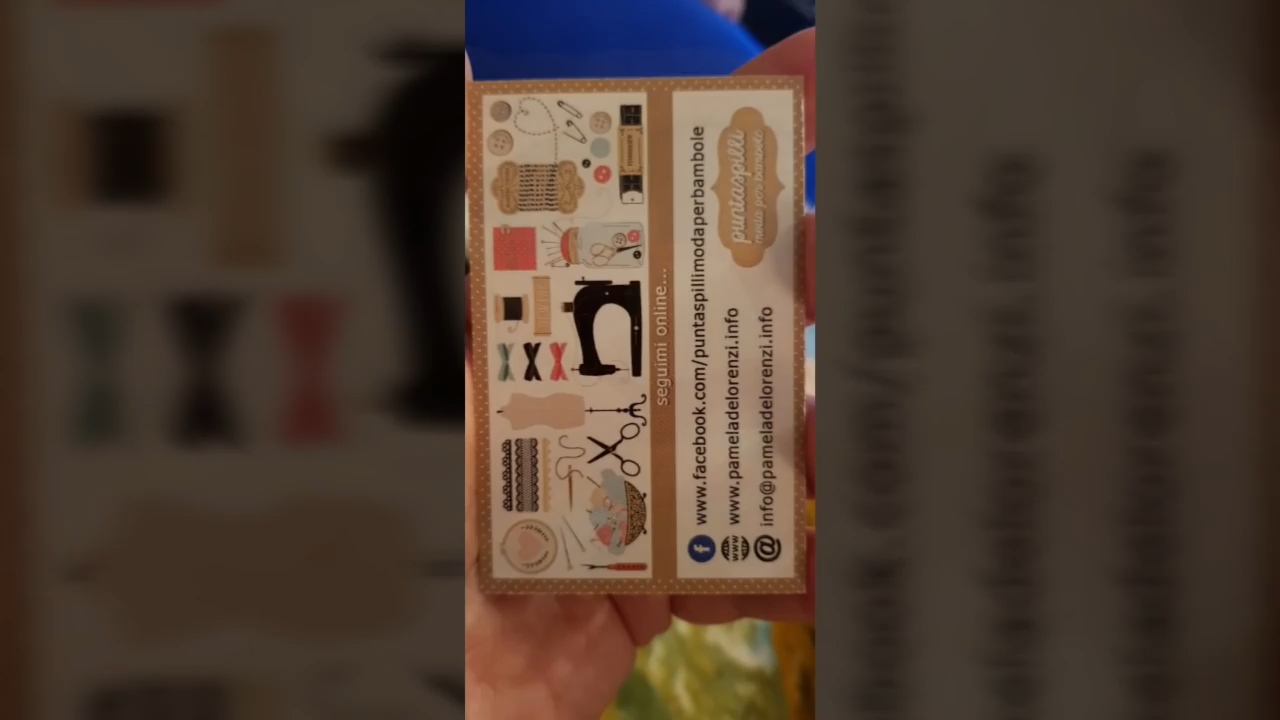 seguimi online...
www.facebook.com/puntaspillimodaperbambole
www.pameladelorenzi.info
info@pameladelorenzi.info
puntaspilli
moda per bambole